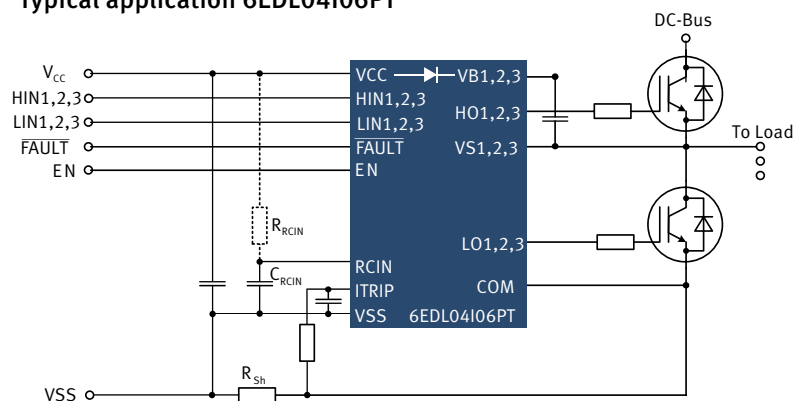 Typical application 6EDL04I06PT
DC-Bus
VCC
VCC
VB1,2,3
HIN1,2,3
HIN1,2,3
HO1,2,3
LIN1,2,3
LIN1,2,3
To Load
FAULT
FAULT
VS1,2,3
EN
EN
RRCIN
LO1,2,3
RCIN
CRCIN
ITRIP
COM
VSS
6EDL04I06PT
RSh
VSS